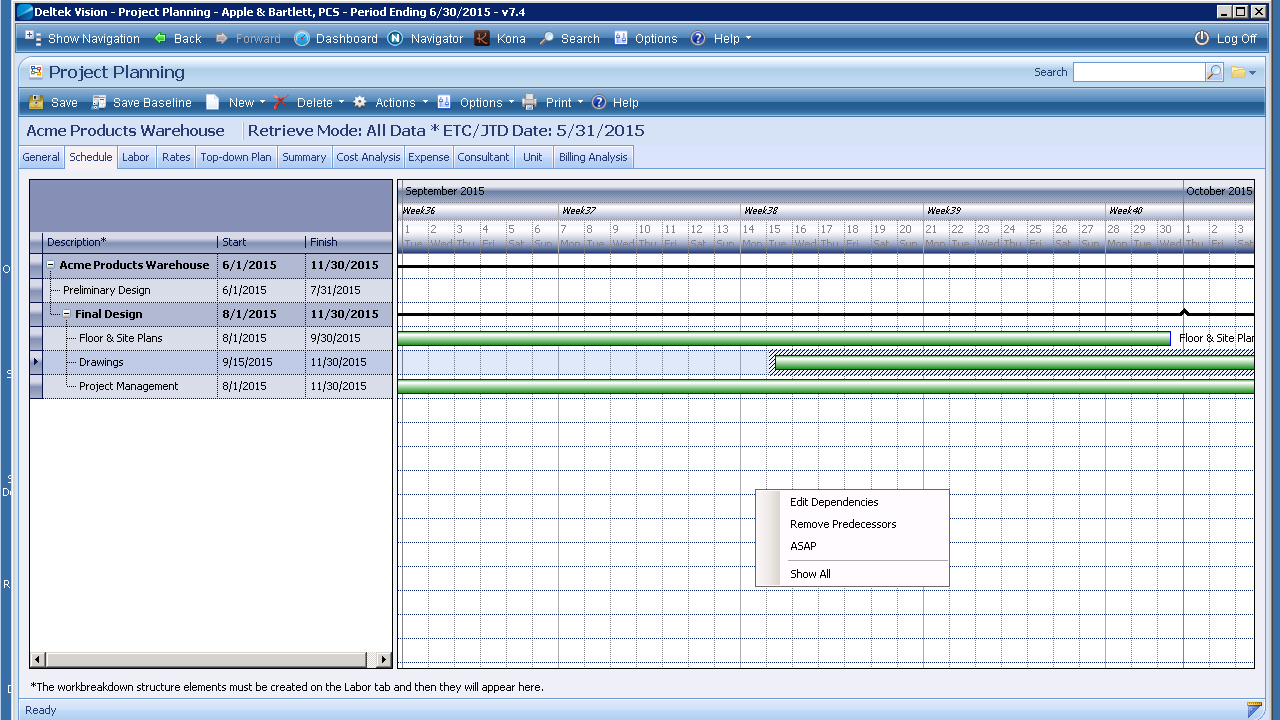 Deltek Vision - Project Planning - Apple & Bartlett, PCS - Period Ending 6/30/2015 - v7.4
Show Navigation Back Forward Dashboard Navigator Kona Search Options Help Log Off
Project Planning Search
Save Save Baseline New Delete Actions Options Print Help
Acme Products Warehouse Retrieve Mode: All Data * ETC/JTD Date: 5/31/2015
General Schedule Labor Rates Top-down Plan Summary Cost Analysis Expense Consultant Unit Billing Analysis
September 2015 October 2015
Week36 Week37 Week38 Week39 Week40
1 2 3 4 5 6 7 8 9 10 11 12 13 14 15 16 17 18 19 20 21 22 23 24 25 26 27 28 29 30 1 2 3
Description* Start Finish
Tue Wed Thu Fri Sat Sun Mon Tue Wed Thu Fri Sat Sun Mon Tue Wed Thu Fri Sat Sun Mon Tue Wed Thu Fri Sat Sun Mon Tue Wed Thu Fri Sat
Acme Products Warehouse 6/1/2015 11/30/2015
Preliminary Design 6/1/2015 7/31/2015
Final Design 8/1/2015 11/30/2015
Floor & Site Plans 8/1/2015 9/30/2015 Floor & Site Plar
Drawings 9/15/2015 11/30/2015
Project Management 8/1/2015 11/30/2015
Edit Dependencies
Remove Predecessors
ASAP
Show All
*The workbreakdown structure elements must be created on the Labor tab and then they will appear here.
Ready